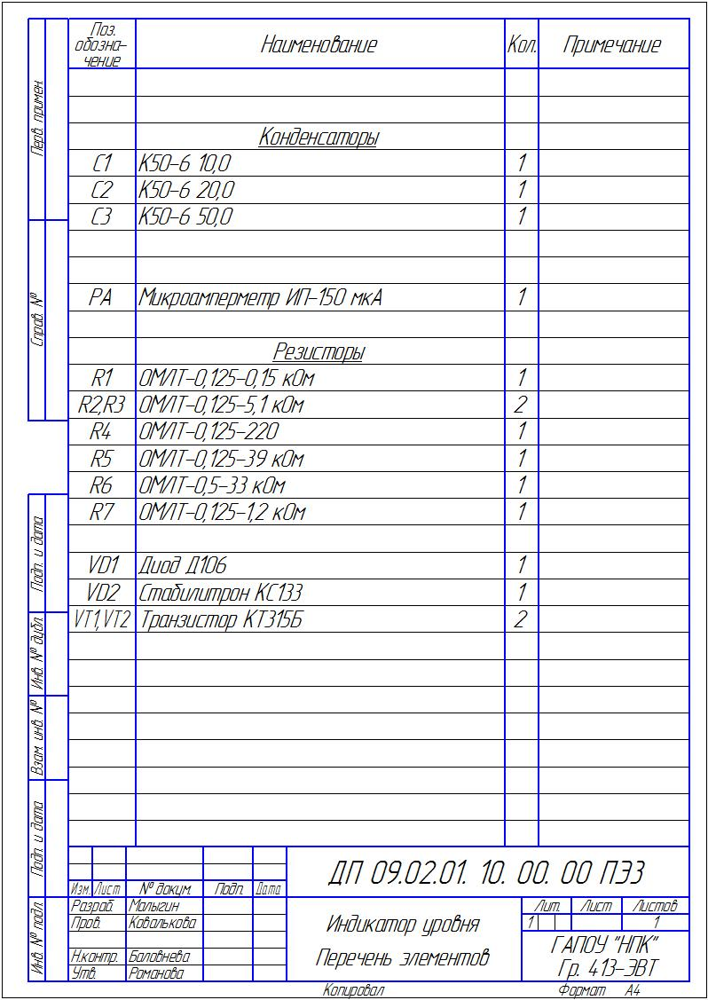 Поз. обозна-чение Наименование Кол. Примечание
Конденсаторы
C1 К50-6 10,0 1
C2 К50-6 20,0 1
C3 К50-6 50,0 1
PA Микроамперметр ИП-150 мкА 1
Резисторы
R1 ОМЛТ-0,125-0,15 кОм 1
R2,R3 ОМЛТ-0,125-5,1 кОм 2
R4 ОМЛТ-0,125-220 1
R5 ОМЛТ-0,125-39 кОм 1
R6 ОМЛТ-0,5-33 кОм 1
R7 ОМЛТ-0,125-1,2 кОм 1
VD1 Диод Д106 1
VD2 Стабилитрон КС133 1
VT1,VT2 Транзистор КТ315Б 2
Перв. примен.
Справ. №
Подп. и дата
Инв. № дубл.
Взам. инв. №
Подп. и дата
Инв. № подл.
ДП 09.02.01. 10. 00. 00 ПЭ3
Изм. Лист № докум. Подп. Дата
Разраб. Малыгин
Пров. Ковалькова
Н.контр. Баловнева
Утв. Романова
Индикатор уровня
Перечень элементов
Лит. Лист Листов
1 1
ГАПОУ "НПК"
Гр. 413-ЭВТ
Копировал Формат А4